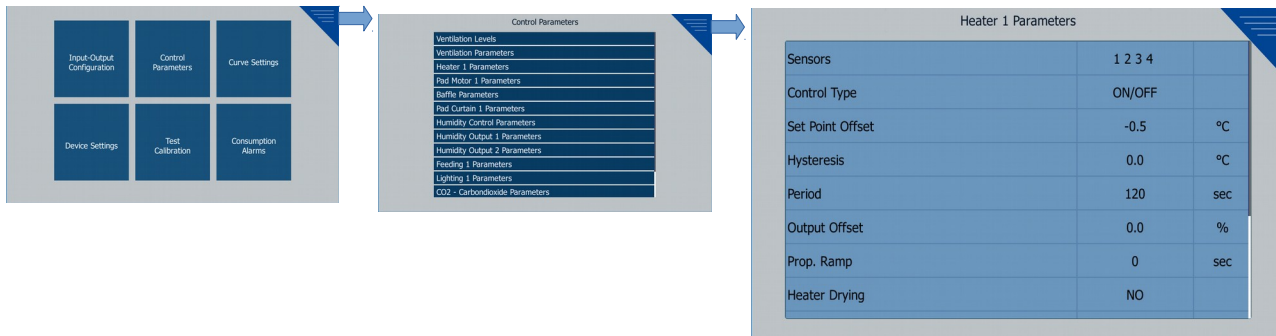 Input-Output
Configuration
Control
Parameters
Curve Settings
Device Settings
Test
Calibration
Consumption
Alarms
Control Parameters
Ventilation Levels
Ventilation Parameters
Heater 1 Parameters
Pad Motor 1 Parameters
Baffle Parameters
Pad Curtain 1 Parameters
Humidity Control Parameters
Humidity Output 1 Parameters
Humidity Output 2 Parameters
Feeding 1 Parameters
Lighting 1 Parameters
CO2 - Carbondioxide Parameters
Heater 1 Parameters
Sensors 1 2 3 4
Control Type ON/OFF
Set Point Offset -0.5 °C
Hysteresis 0.0 °C
Period 120 sec
Output Offset 0.0 %
Prop. Ramp 0 sec
Heater Drying NO